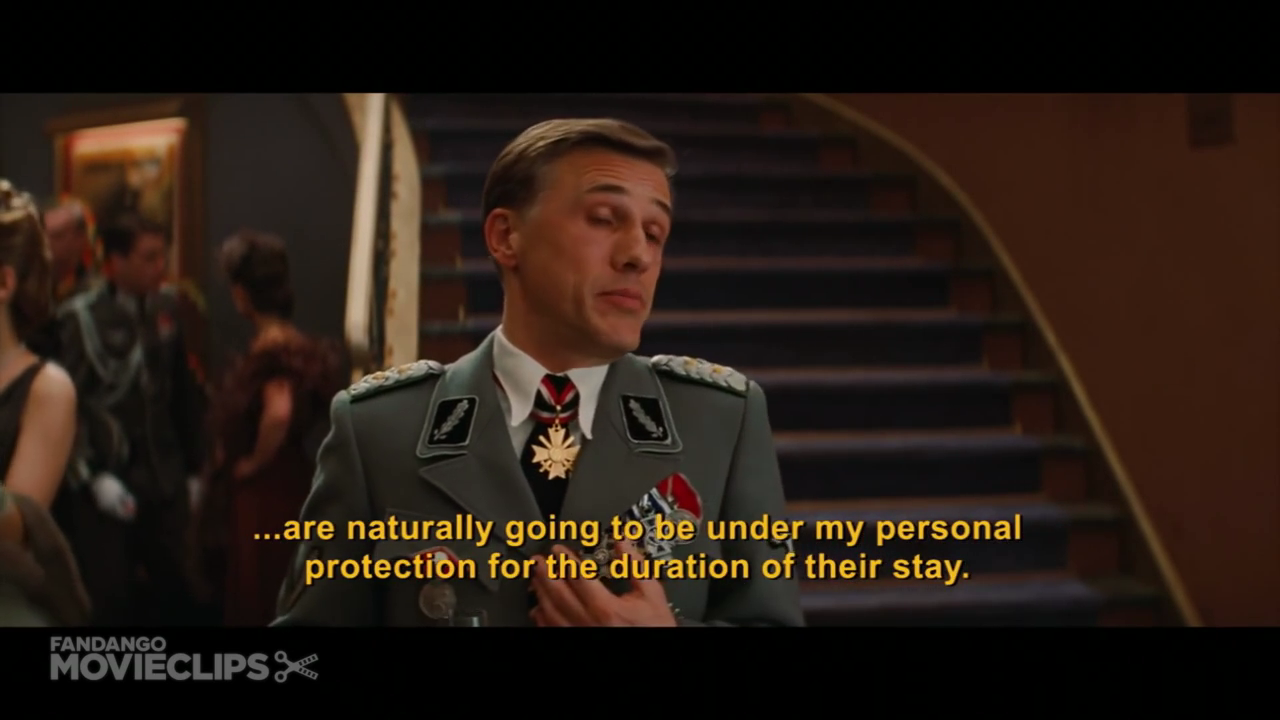 ...are naturally going to be under my personal
protection for the duration of their stay.
FANDANGO
MOVIECLIPS